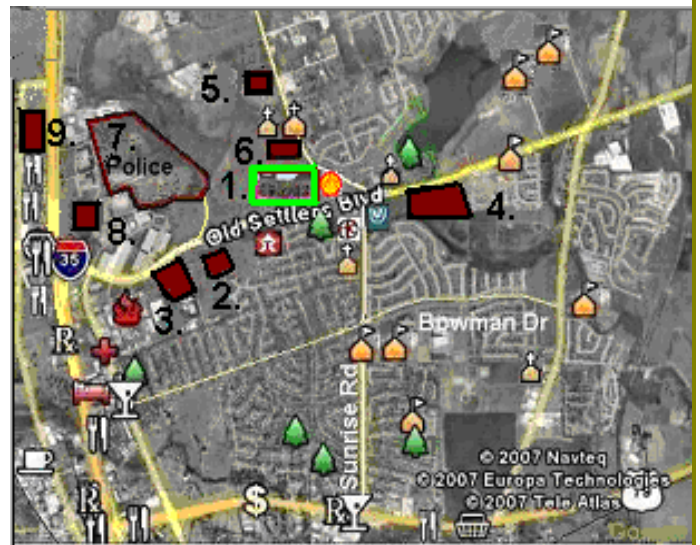 5.
9.
7.
Police
6.
1.
4.
8.
Old Settlers Blvd
35
2.
3.
Bowman Dr
Sunrise Rd
© 2007 Navteq
© 2007 Europa Technologies
© 2007 Tele Atlas
$
Google